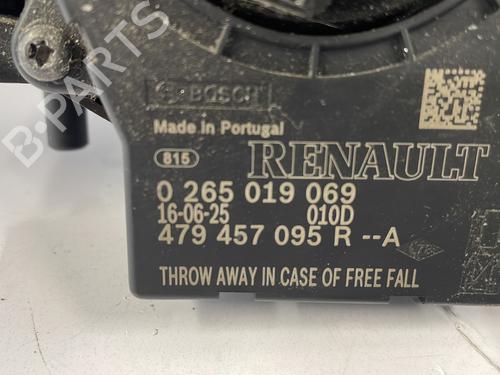 BOSCH
Made in Portugal
815 RENAULT
0 265 019 069
16-06-25 010D
479 457 095 R --A
THROW AWAY IN CASE OF FREE FALL
B-PARTS